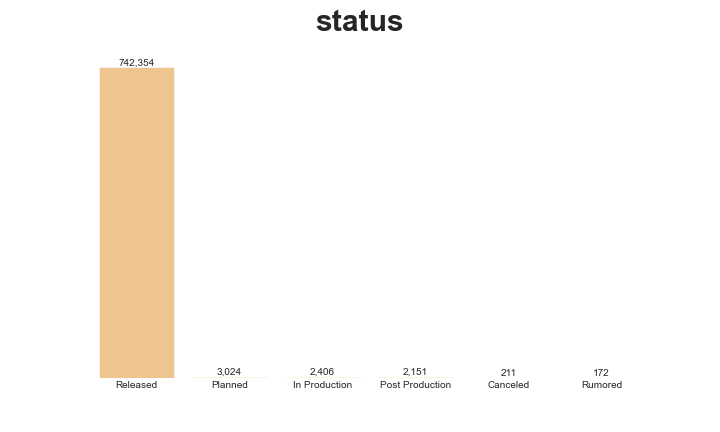 status
742,354
3,024
2,406
2,151
211
172
Released
Planned
In Production
Post Production
Canceled
Rumored